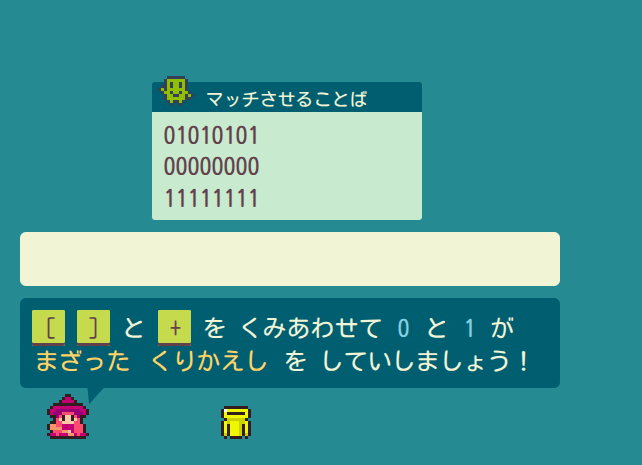 マッチさせることば
01010101
00000000
11111111
[ ] と + を くみあわせて 0 と 1 が
まざった くりかえし を していしましょう！